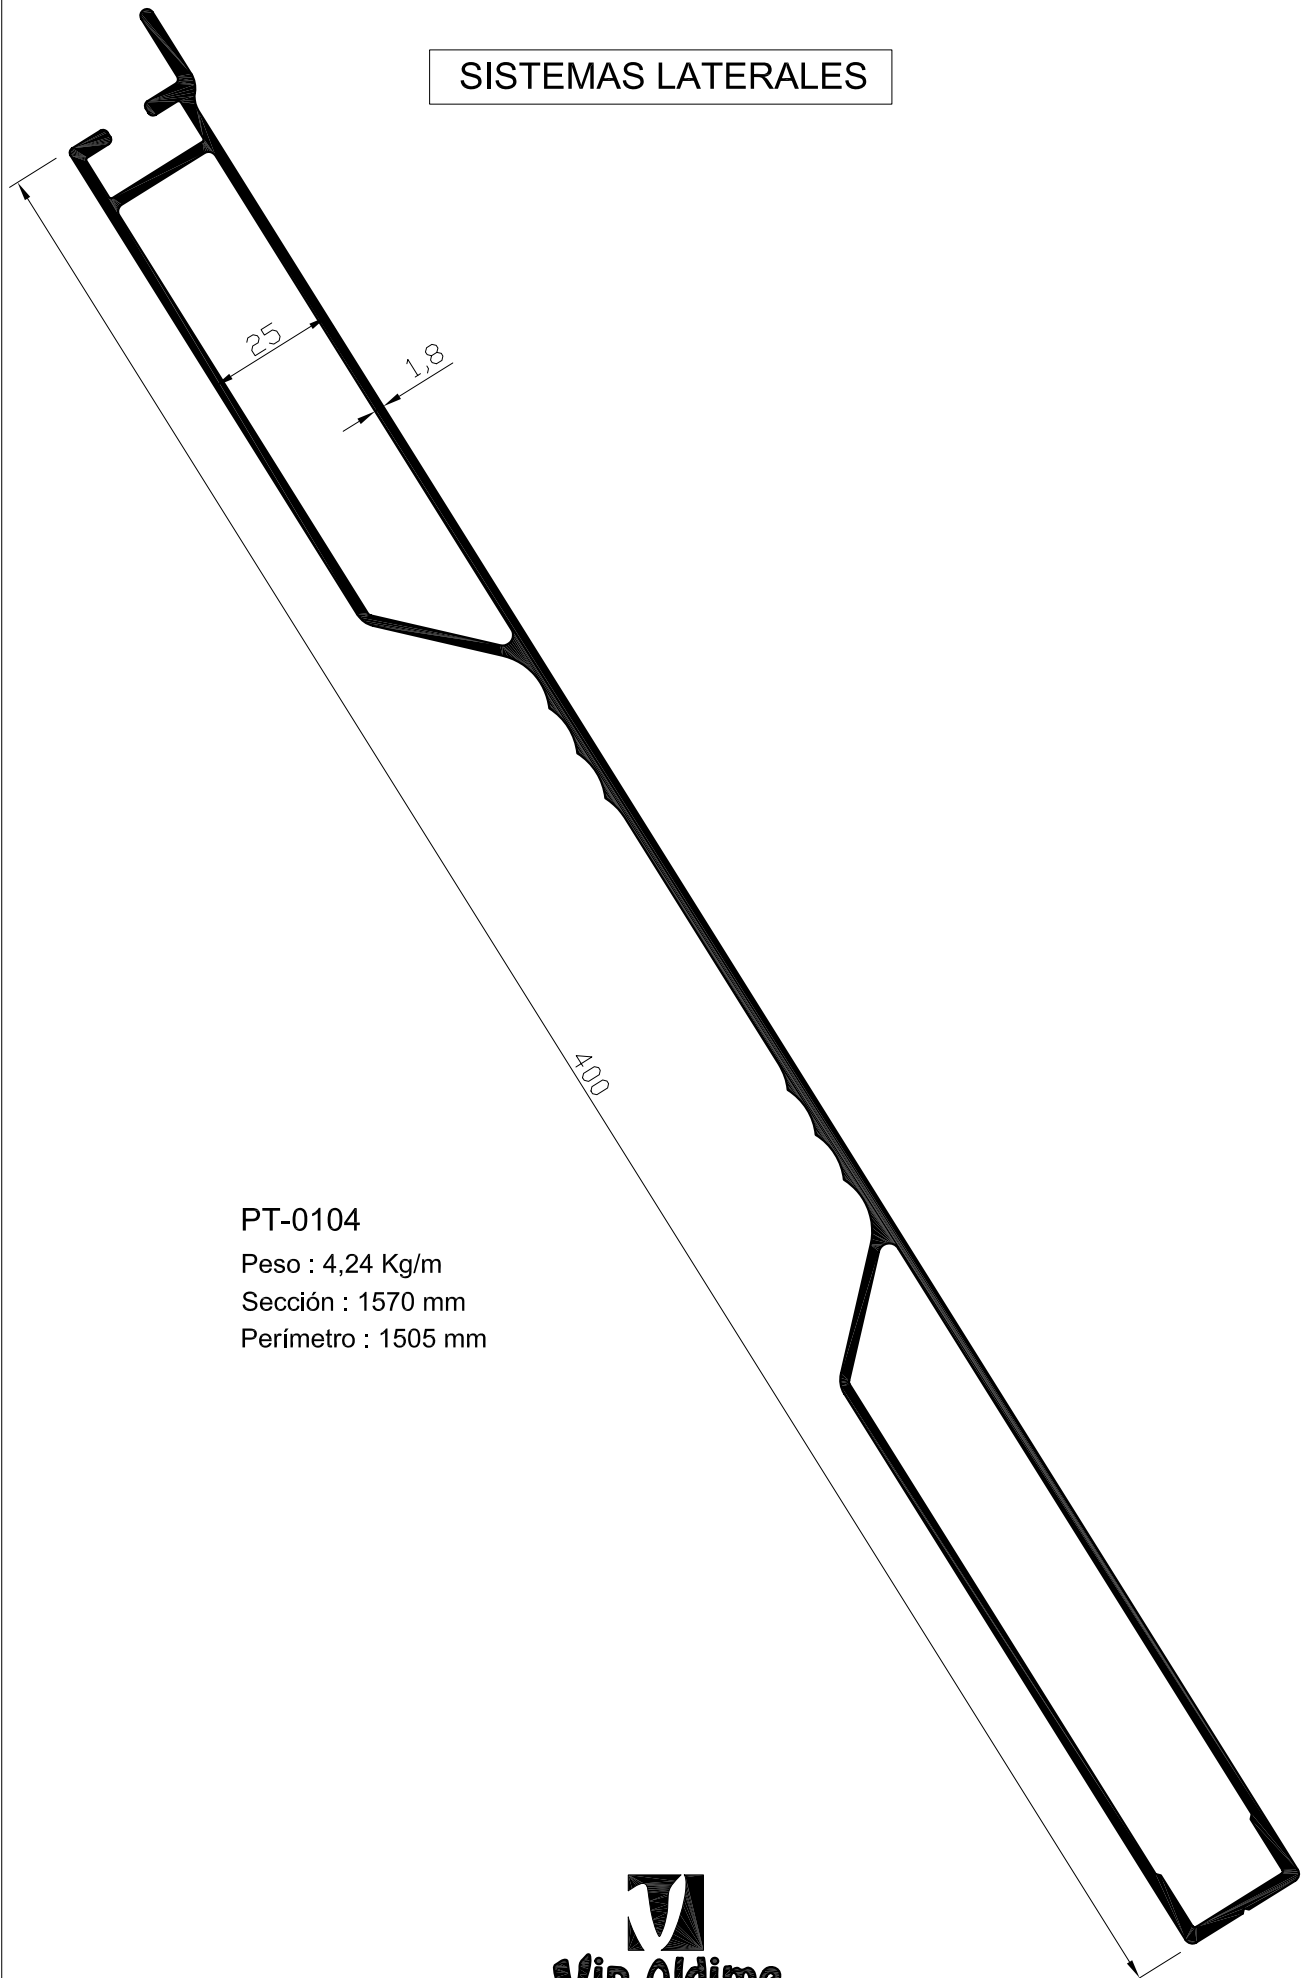 SISTEMAS LATERALES
25
1,8
400
PT-0104
Peso : 4,24 Kg/m
Sección : 1570 mm
Perímetro : 1505 mm